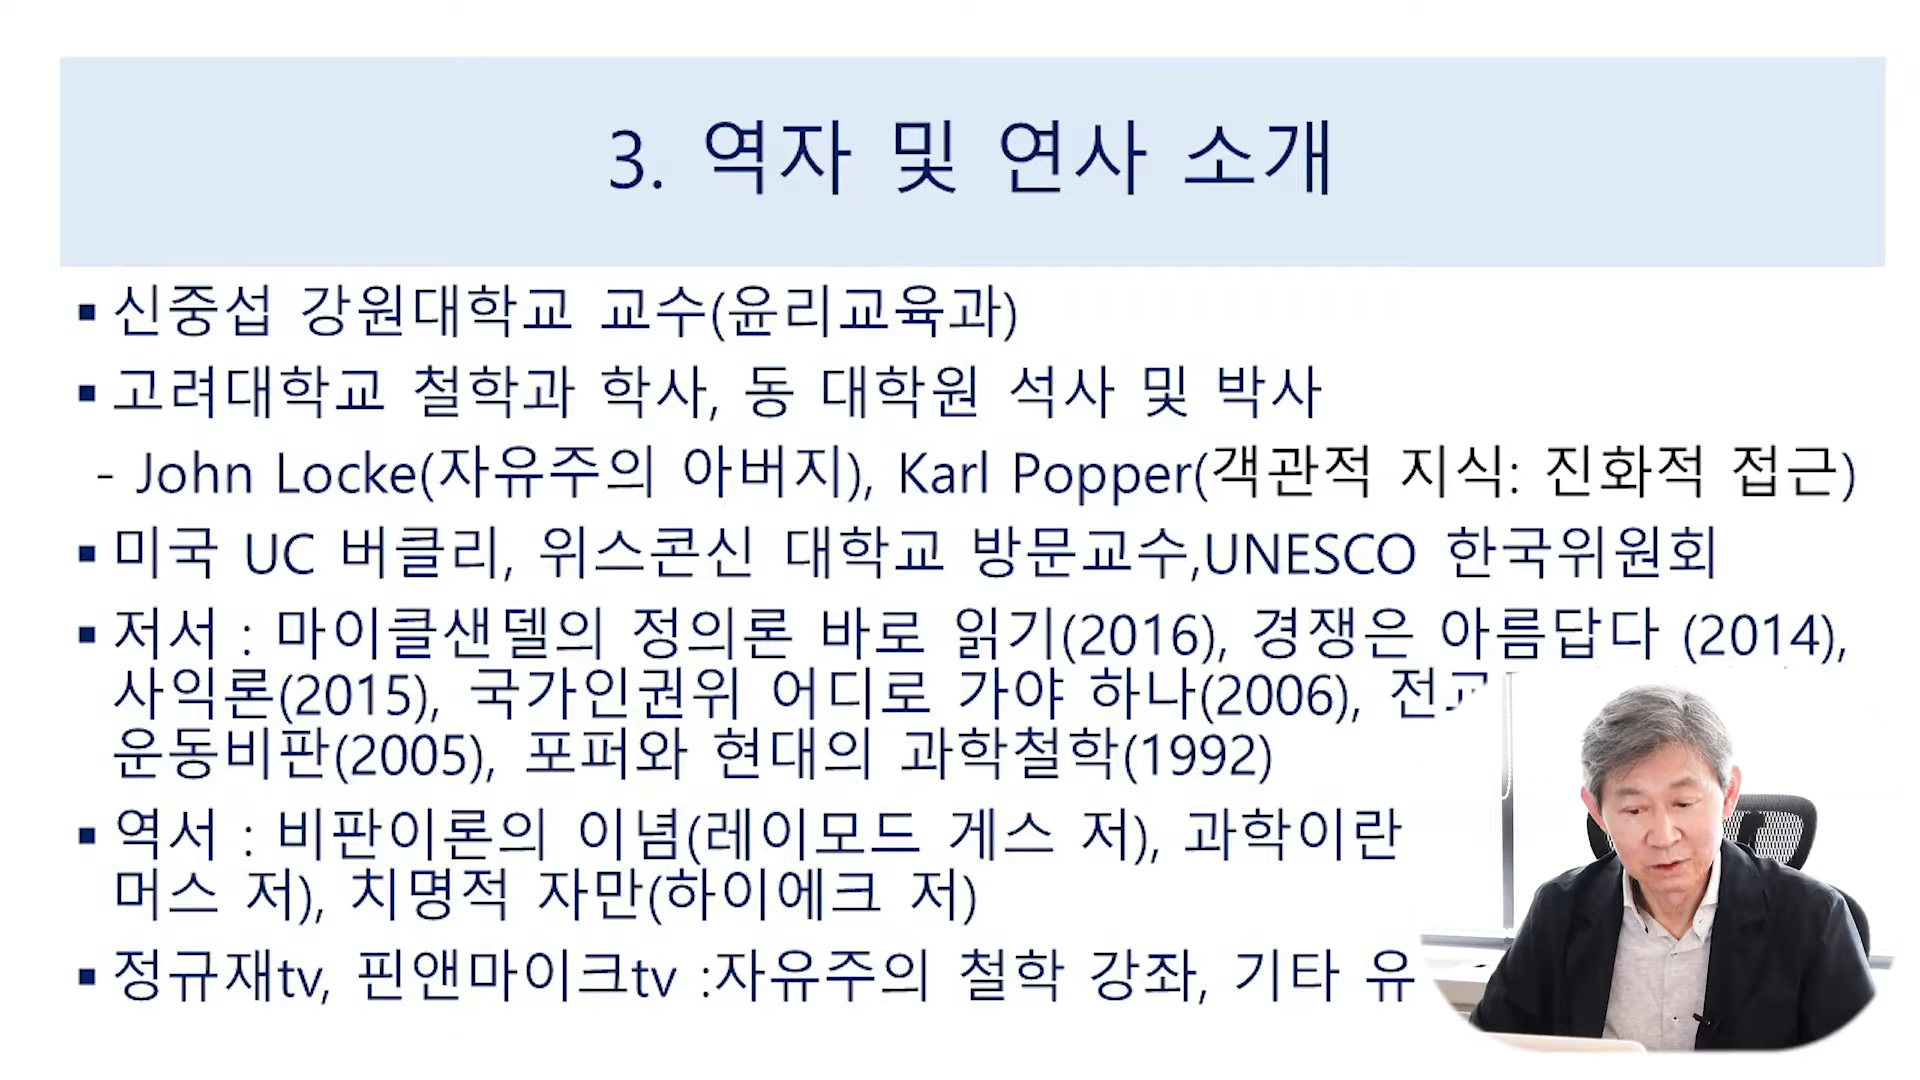 3. 역자 및 연사 소개
▪ 신중섭 강원대학교 교수(윤리교육과)
▪ 고려대학교 철학과 학사, 동 대학원 석사 및 박사
- John Locke(자유주의 아버지), Karl Popper(객관적 지식: 진화적 접근)
▪ 미국 UC 버클리, 위스콘신 대학교 방문교수,UNESCO 한국위원회
▪ 저서 : 마이클샌델의 정의론 바로 읽기(2016), 경쟁은 아름답다 (2014),
사익론(2015), 국가인권위 어디로 가야 하나(2006),
운동비판(2005), 포퍼와 현대의 과학철학(1992)
▪ 역서 : 비판이론의 이념(레이모드 게스 저), 과학이란
머스 저), 치명적 자만(하이에크 저)
▪ 정규재tv, 핀앤마이크tv :자유주의 철학 강좌, 기타 유